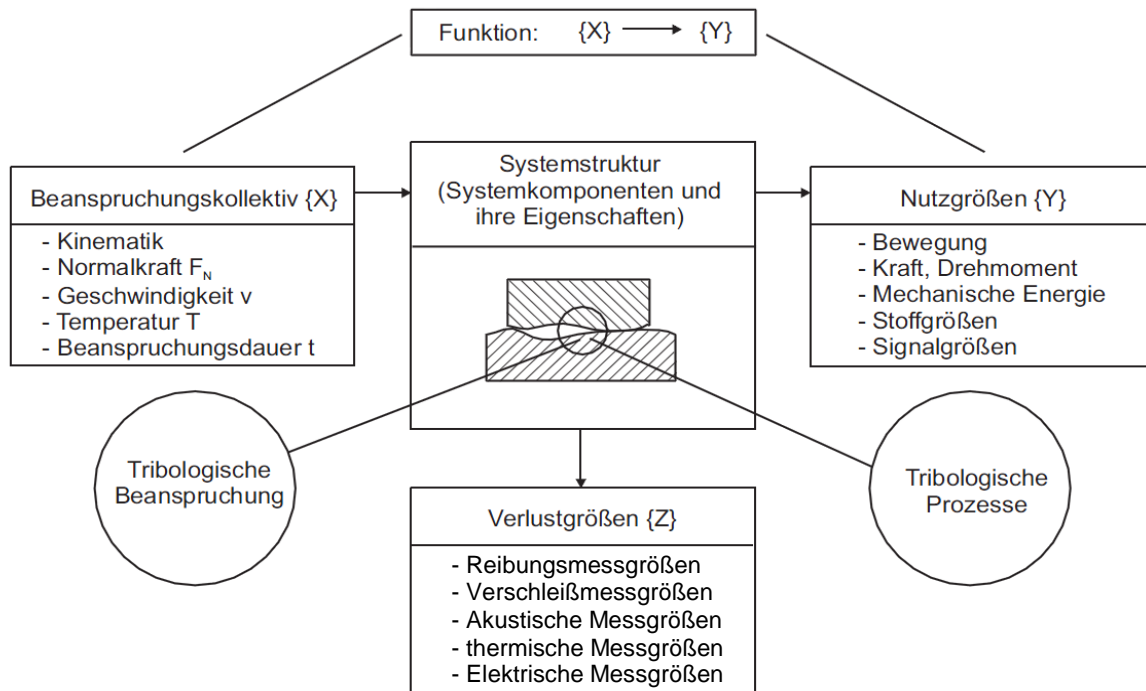 Funktion: {X} → {Y}
Beanspruchungskollektiv {X}
- Kinematik
- Normalkraft F_N
- Geschwindigkeit v
- Temperatur T
- Beanspruchungsdauer t
Systemstruktur
(Systemkomponenten und
ihre Eigenschaften)
Nutzgrößen {Y}
- Bewegung
- Kraft, Drehmoment
- Mechanische Energie
- Stoffgrößen
- Signalgrößen
Tribologische
Beanspruchung
Tribologische
Prozesse
Verlustgrößen {Z}
- Reibungsmessgrößen
- Verschleißmessgrößen
- Akustische Messgrößen
- thermische Messgrößen
- Elektrische Messgrößen